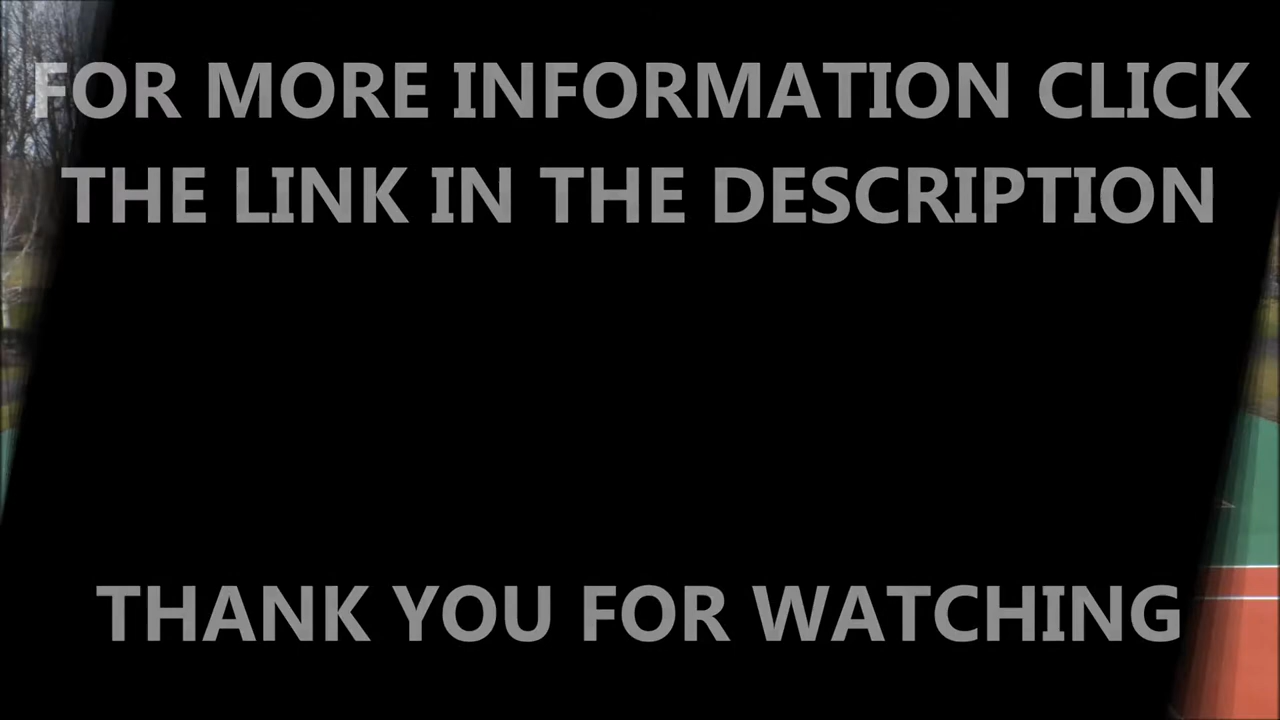 FOR MORE INFORMATION CLICK
THE LINK IN THE DESCRIPTION
THANK YOU FOR WATCHING